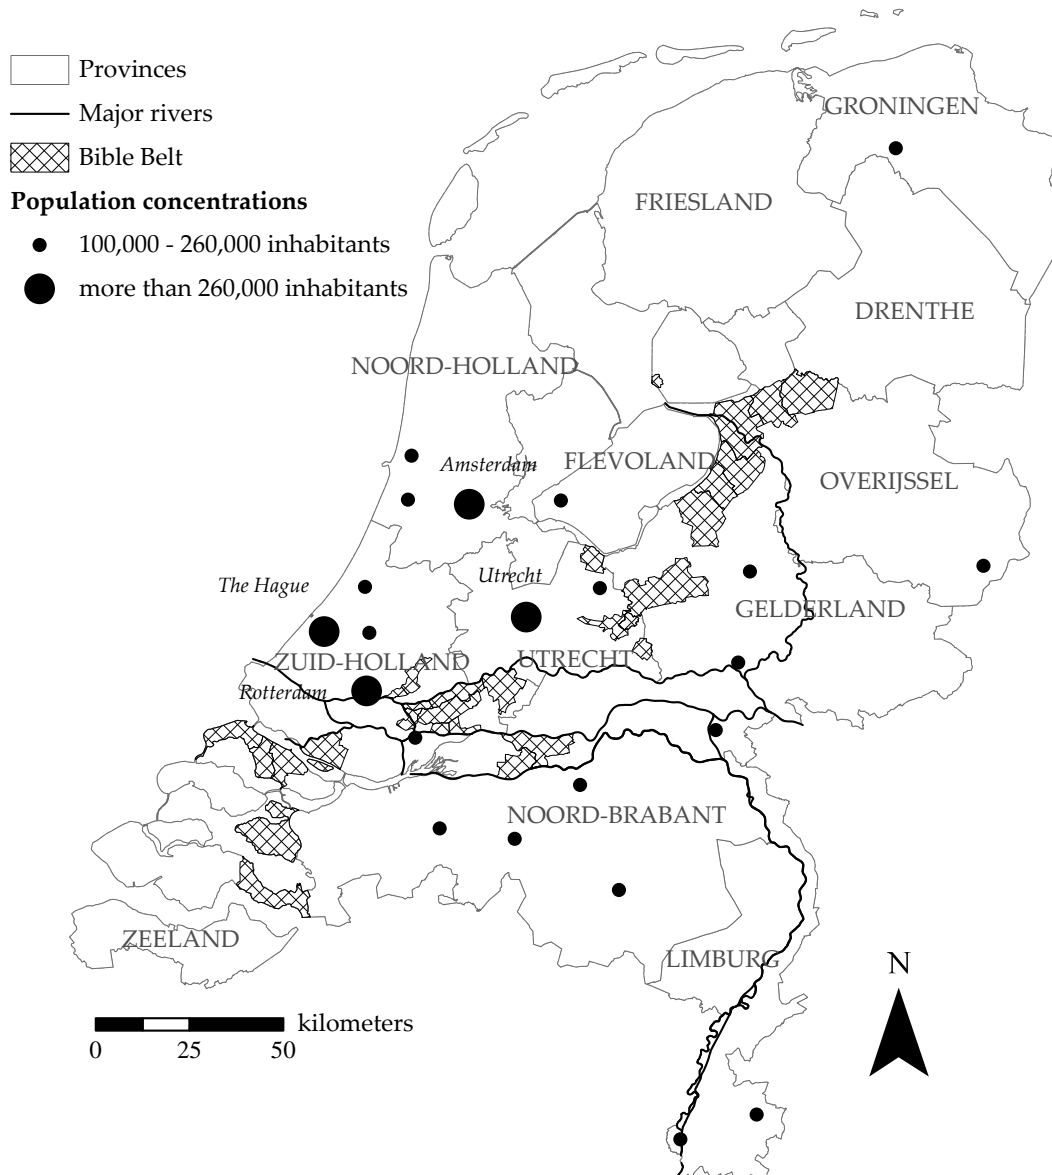 Provinces
Major rivers
Bible Belt
Population concentrations
100,000 - 260,000 inhabitants
more than 260,000 inhabitants
GRONINGEN
FRIESLAND
DRENTHE
NOORD-HOLLAND
Amsterdam
FLEVOLAND
OVERIJSSEL
The Hague
Utrecht
GELDERLAND
ZUID-HOLLAND
UTRECHT
Rotterdam
NOORD-BRABANT
ZEELAND
LIMBURG
N
kilometers
0 25 50